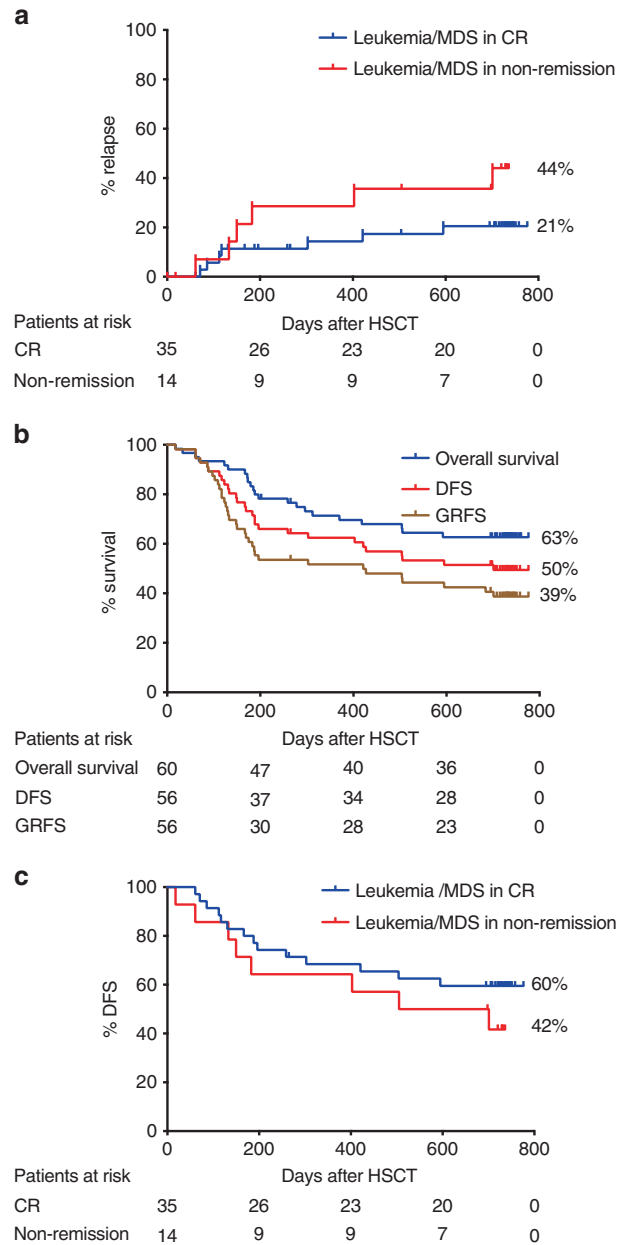 a
100
80
60
40
20
0
% relapse
Leukemia/MDS in CR
Leukemia/MDS in non-remission
44%
21%
0 200 400 600 800
Patients at risk Days after HSCT
CR 35 26 23 20 0
Non-remission 14 9 9 7 0
b
100
80
60
40
20
0
% survival
Overall survival
DFS
GRFS
63%
50%
39%
0 200 400 600 800
Patients at risk Days after HSCT
Overall survival 60 47 40 36 0
DFS 56 37 34 28 0
GRFS 56 30 28 23 0
c
100
80
60
40
20
0
% DFS
Leukemia /MDS in CR
Leukemia/MDS in non-remission
60%
42%
0 200 400 600 800
Patients at risk Days after HSCT
CR 35 26 23 20 0
Non-remission 14 9 9 7 0